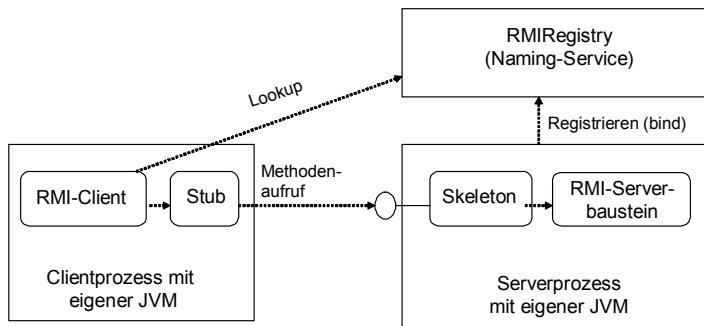 RMIRegistry
(Naming-Service)
Lookup
Registrieren (bind)
Methoden-
aufruf
RMI-Client
Stub
Skeleton
RMI-Server-
baustein
Clientprozess mit
eigener JVM
Serverprozess
mit eigener JVM